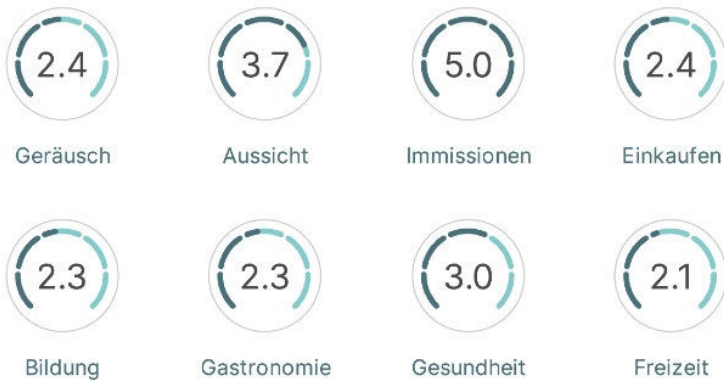 2.4 3.7 5.0 2.4
Geräusch Aussicht Immissionen Einkaufen
2.3 2.3 3.0 2.1
Bildung Gastronomie Gesundheit Freizeit